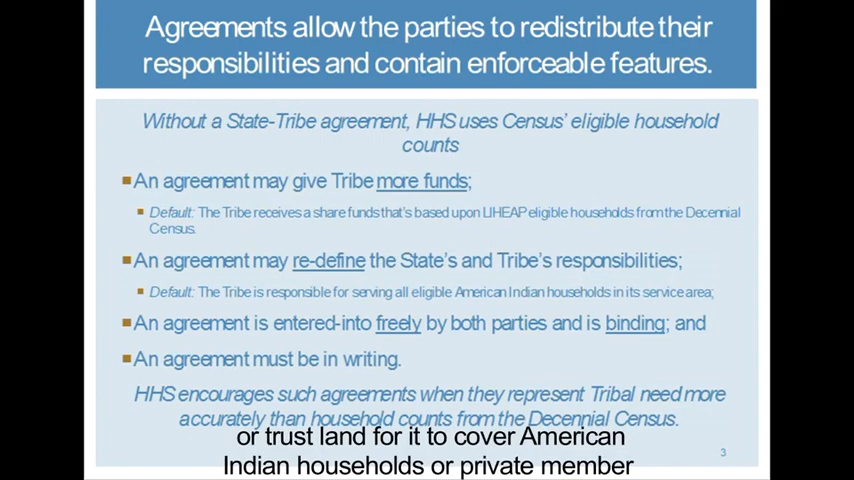 Agreements allow the parties to redistribute their
responsibilities and contain enforceable features.
Without a State-Tribe agreement, HHS uses Census' eligible household
counts
An agreement may give Tribe more funds;
Default: The Tribe receives a share funds that's based upon LIHEAP eligible households from the Decennial
Census.
An agreement may re-define the State's and Tribe's responsibilities;
Default: The Tribe is responsible for serving all eligible American Indian households in its service area;
An agreement is entered-into freely by both parties and is binding; and
An agreement must be in writing.
HHS encourages such agreements when they represent Tribal need more
accurately than household counts from the Decennial Census.
or trust land for it to cover American
Indian households or private member
3